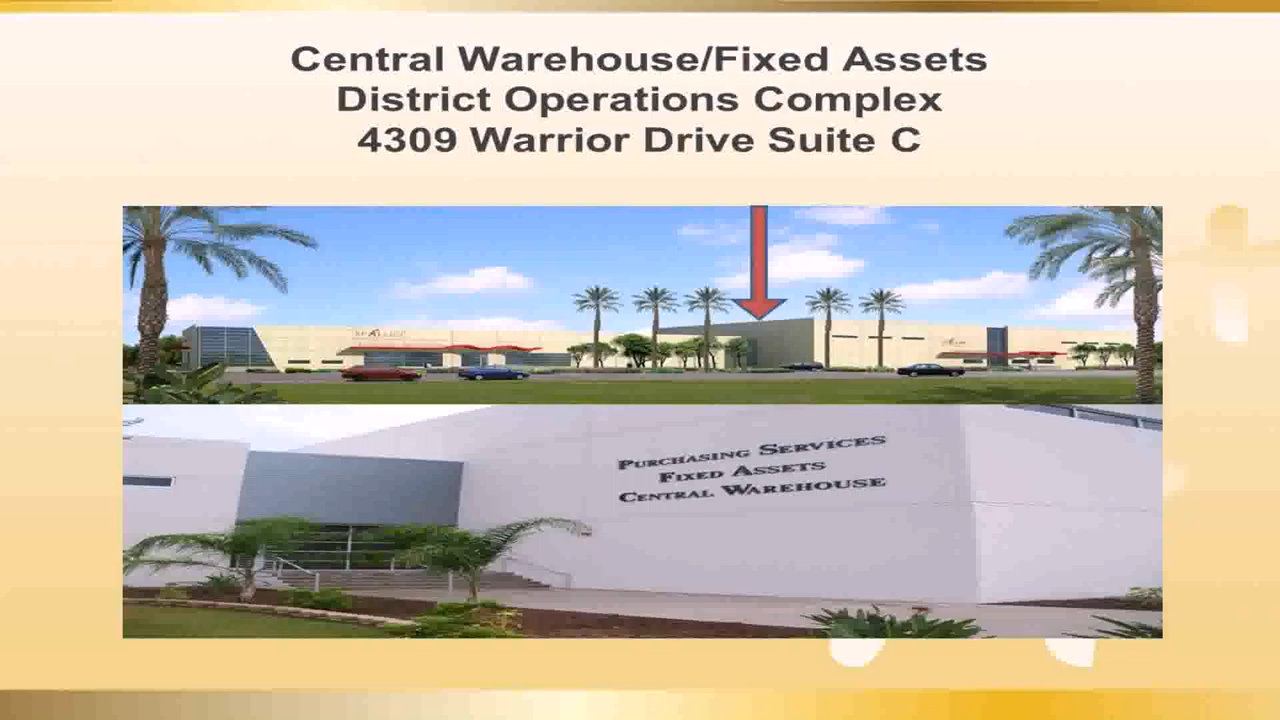 Central Warehouse/Fixed Assets
District Operations Complex
4309 Warrior Drive Suite C
PURCHASING SERVICES
FIXED ASSETS
CENTRAL WAREHOUSE